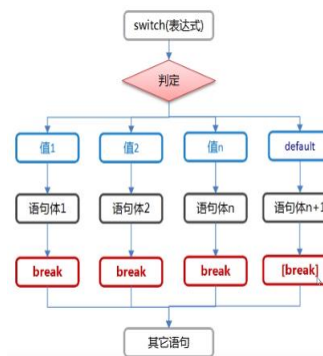 switch(表达式)
判定
值1 值2 值n default
语句体1 语句体2 语句体n 语句体n+1
break break break [break]
其它语句